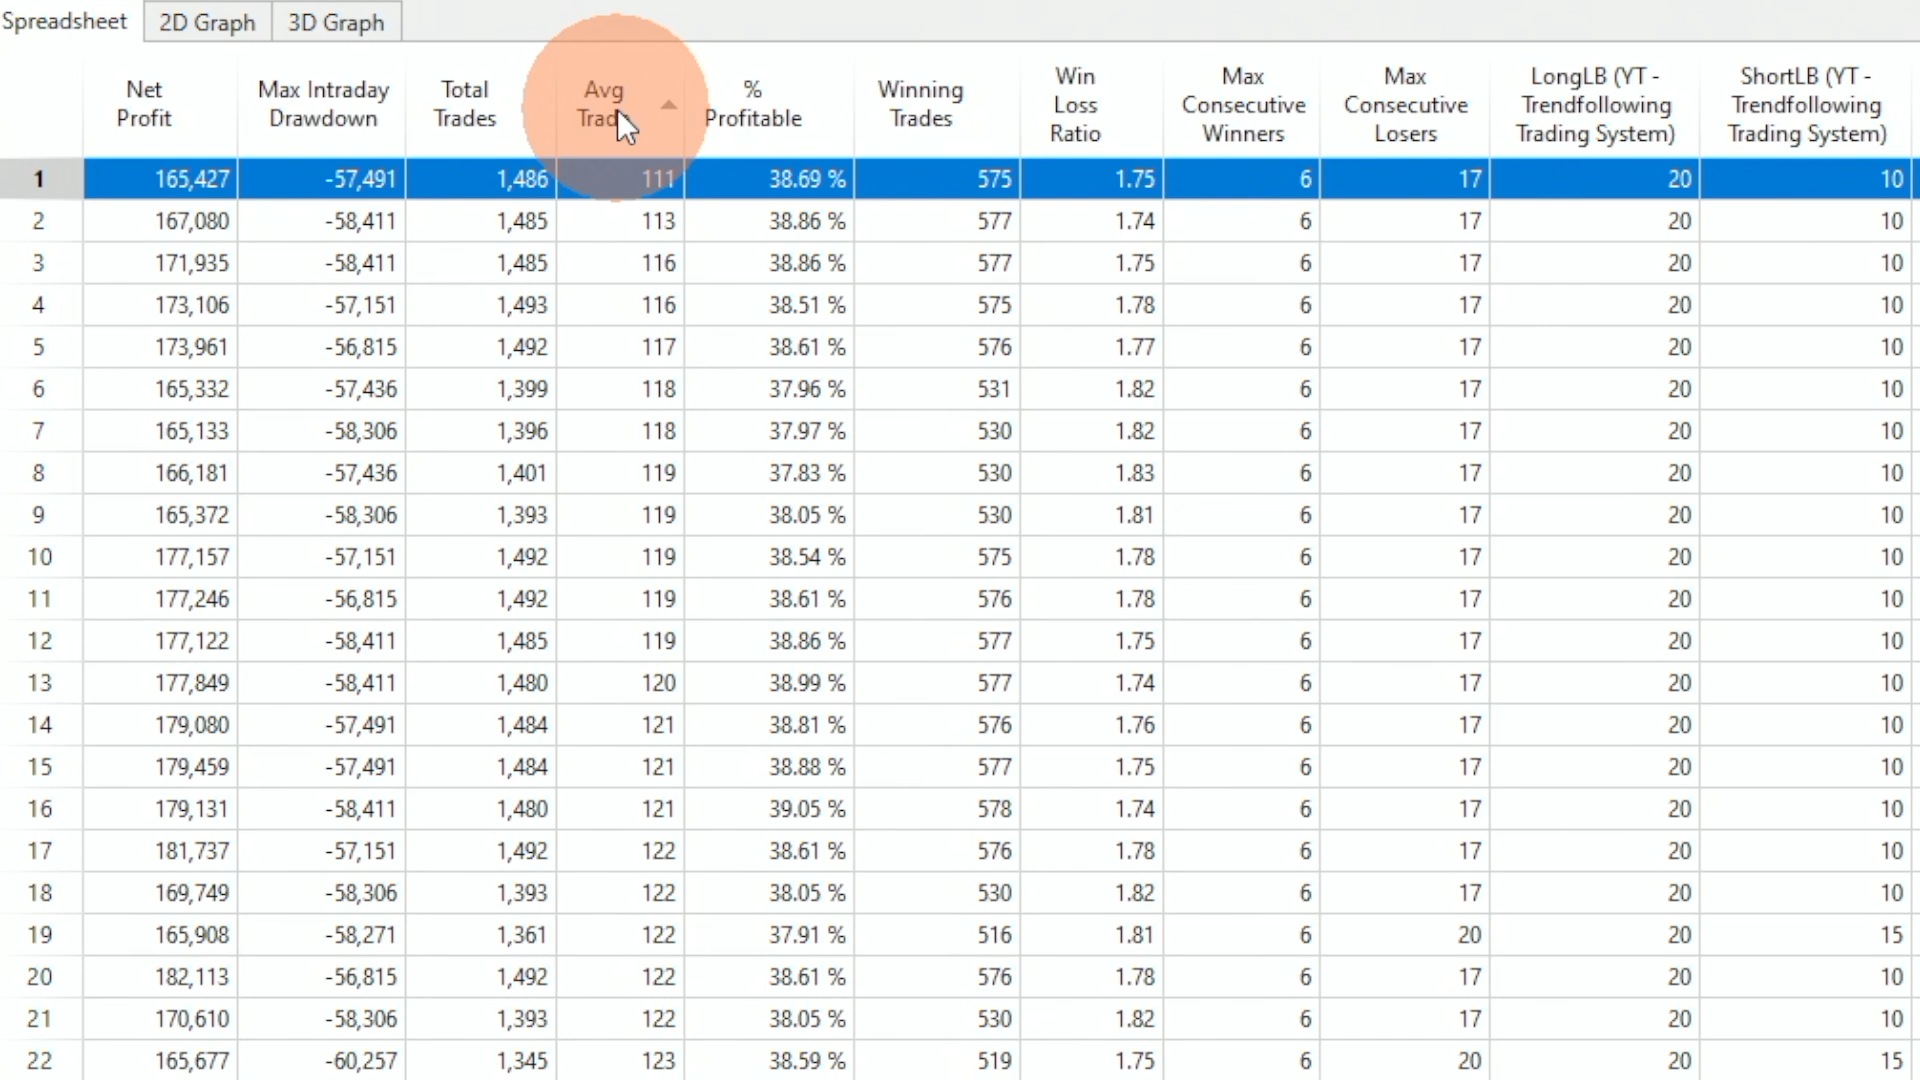 Spreadsheet 2D Graph 3D Graph
Net Profit Max Intraday Drawdown Total Trades Avg Trade % Profitable Winning Trades Win Loss Ratio Max Consecutive Winners Max Consecutive Losers LongLB (YT - Trendfollowing Trading System) ShortLB (YT - Trendfollowing Trading System)
1 165,427 -57,491 1,486 111 38.69 % 575 1.75 6 17 20 10
2 167,080 -58,411 1,485 113 38.86 % 577 1.74 6 17 20 10
3 171,935 -58,411 1,485 116 38.86 % 577 1.75 6 17 20 10
4 173,106 -57,151 1,493 116 38.51 % 575 1.78 6 17 20 10
5 173,961 -56,815 1,492 117 38.61 % 576 1.77 6 17 20 10
6 165,332 -57,436 1,399 118 37.96 % 531 1.82 6 17 20 10
7 165,133 -58,306 1,396 118 37.97 % 530 1.82 6 17 20 10
8 166,181 -57,436 1,401 119 37.83 % 530 1.83 6 17 20 10
9 165,372 -58,306 1,393 119 38.05 % 530 1.81 6 17 20 10
10 177,157 -57,151 1,492 119 38.54 % 575 1.78 6 17 20 10
11 177,246 -56,815 1,492 119 38.61 % 576 1.78 6 17 20 10
12 177,122 -58,411 1,485 119 38.86 % 577 1.75 6 17 20 10
13 177,849 -58,411 1,480 120 38.99 % 577 1.74 6 17 20 10
14 179,080 -57,491 1,484 121 38.81 % 576 1.76 6 17 20 10
15 179,459 -57,491 1,484 121 38.88 % 577 1.75 6 17 20 10
16 179,131 -58,411 1,480 121 39.05 % 578 1.74 6 17 20 10
17 181,737 -57,151 1,492 122 38.61 % 576 1.78 6 17 20 10
18 169,749 -58,306 1,393 122 38.05 % 530 1.82 6 17 20 10
19 165,908 -58,271 1,361 122 37.91 % 516 1.81 6 20 20 15
20 182,113 -56,815 1,492 122 38.61 % 576 1.78 6 17 20 10
21 170,610 -58,306 1,393 122 38.05 % 530 1.82 6 17 20 10
22 165,677 -60,257 1,345 123 38.59 % 519 1.75 6 20 20 15